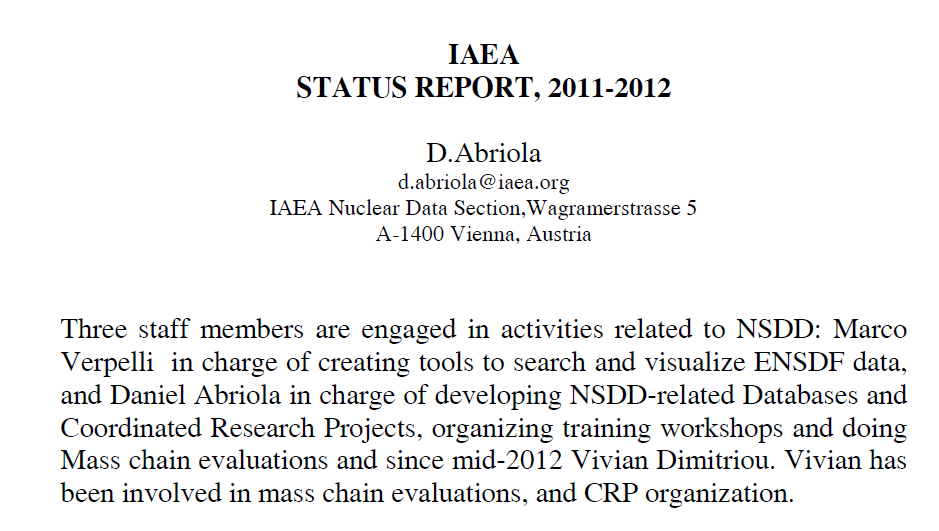 IAEA
STATUS REPORT, 2011-2012
D.Abriola
d.abriola@iaea.org
IAEA Nuclear Data Section,Wagramerstrasse 5
A-1400 Vienna, Austria
Three staff members are engaged in activities related to NSDD: Marco
Verpelli in charge of creating tools to search and visualize ENSDF data,
and Daniel Abriola in charge of developing NSDD-related Databases and
Coordinated Research Projects, organizing training workshops and doing
Mass chain evaluations and since mid-2012 Vivian Dimitriou. Vivian has
been involved in mass chain evaluations, and CRP organization.